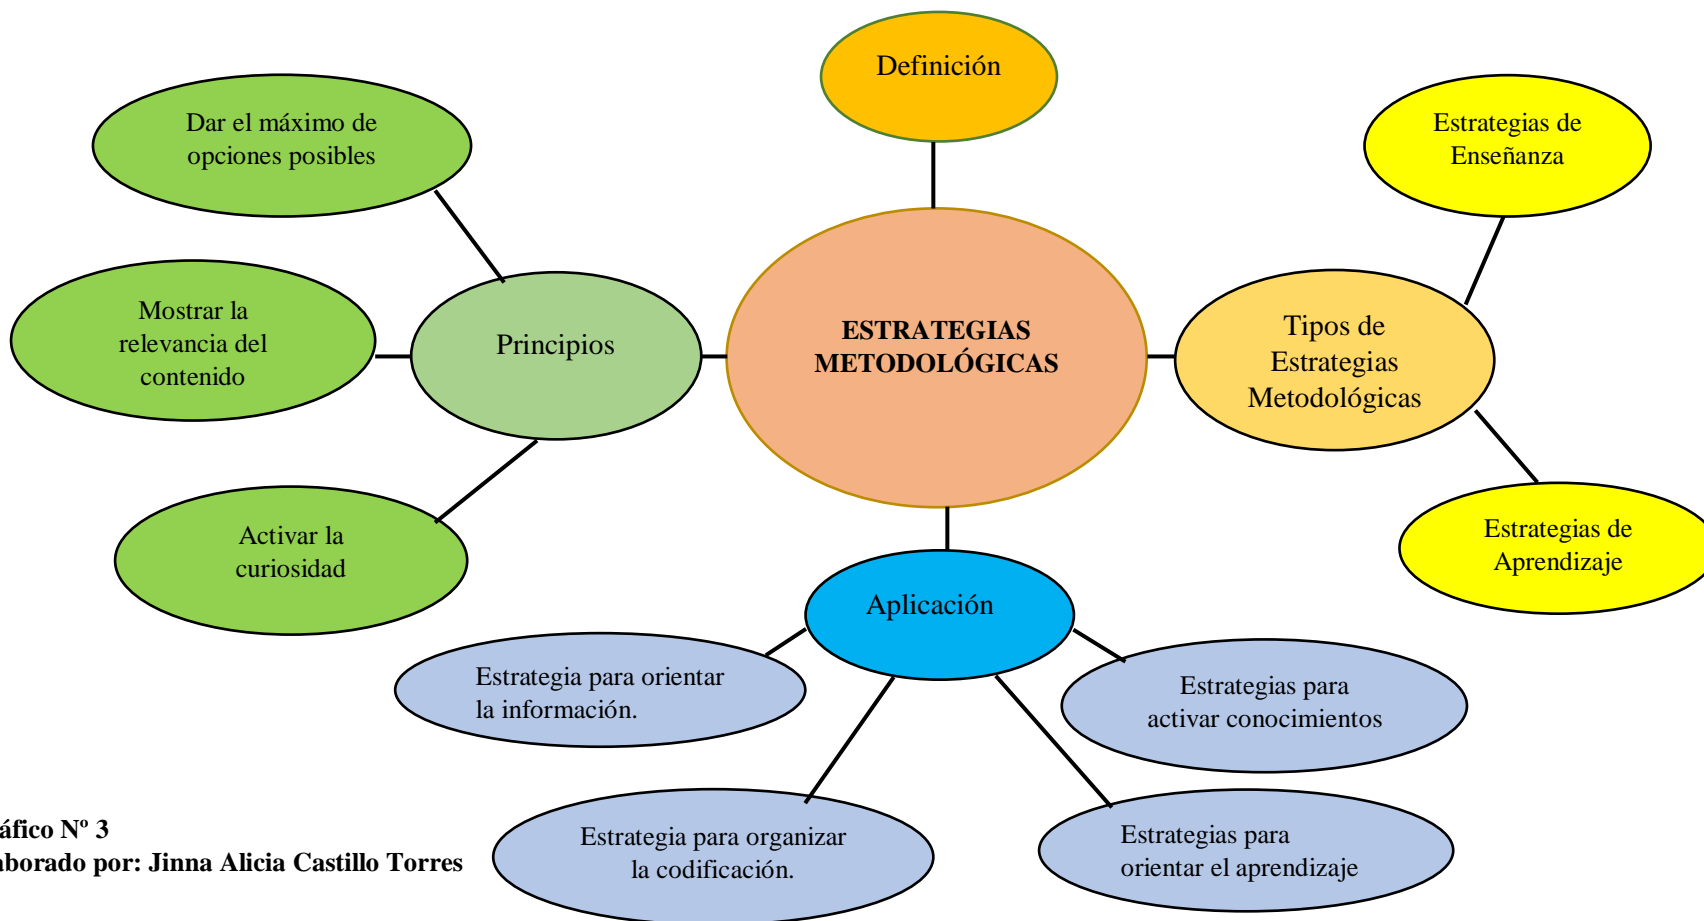 Definición
Dar el máximo de
opciones posibles
Estrategias de
Enseñanza
Mostrar la
relevancia del
contenido
Principios
ESTRATEGIAS
METODOLÓGICAS
Tipos de
Estrategias
Metodológicas
Activar la
curiosidad
Estrategias de
Aprendizaje
Aplicación
Estrategia para orientar
la información.
Estrategias para
activar conocimientos
Estrategia para organizar
la codificación.
Estrategias para
orientar el aprendizaje
áfico Nº 3
aborado por: Jinna Alicia Castillo Torres